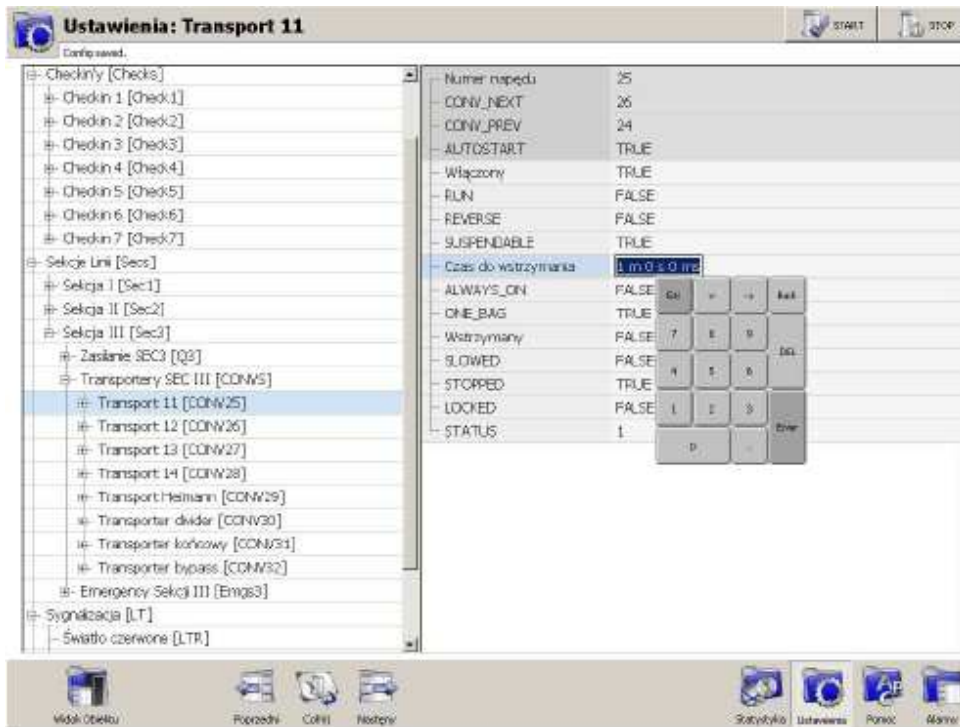 Ustawienia: Transport 11
START
STOP
Config saved.
Checkin'y [Checks]
Checkin 1 [Check1]
Checkin 2 [Check2]
Checkin 3 [Check3]
Checkin 4 [Check4]
Checkin 5 [Check5]
Checkin 6 [Check6]
Checkin 7 [Check7]
Sekcje Linii [Secs]
Sekcja I [Sec1]
Sekcja II [Sec2]
Sekcja III [Sec3]
Zasilanie SEC3 [Q3]
Transportery SEC III [CONVS]
Transport 11 [CONV25]
Transport 12 [CONV26]
Transport 13 [CONV27]
Transport 14 [CONV28]
Transport Heimann [CONV29]
Transporter divider [CONV30]
Transporter końcowy [CONV31]
Transporter bypass [CONV32]
Emergency Sekcji III [Emgs3]
Sygnalizacja [LT]
Światło czerwone [LTR]
Numer napędu 25
CONV_NEXT 26
CONV_PREV 24
AUTOSTART TRUE
Włączony TRUE
RUN FALSE
REVERSE FALSE
SUSPENDABLE TRUE
Czas do wstrzymania 1 m 0 s 0 ms
ALWAYS_ON FALSE
ONE_BAG TRUE
Wstrzymany FALSE
SLOWED FALSE
STOPPED TRUE
LOCKED FALSE
STATUS 1
Esc ← → BackS
7 8 9 DEL
4 5 6
1 2 3 Enter
0
Widok Obiektu
Poprzedni
Cofnij
Następny
Statystyka
Ustawienia
Pomoc
Alarmy